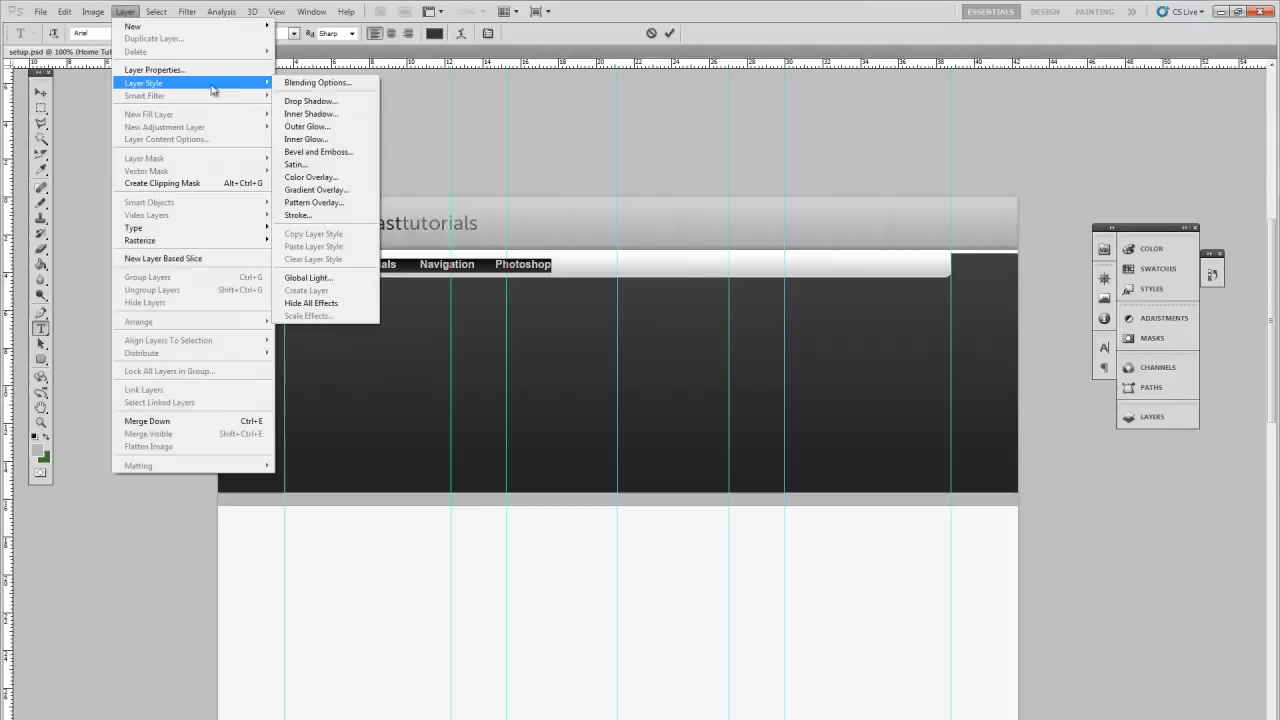 PS File Edit Image Layer Select Filter Analysis 3D View Window Help ESSENTIALS DESIGN PAINTING CS Live
Arial Sharp
setup.psd @ 100% (Home Tut
New
Duplicate Layer...
Delete
Layer Properties...
Layer Style
Smart Filter
New Fill Layer
New Adjustment Layer
Layer Content Options...
Layer Mask
Vector Mask
Create Clipping Mask Alt+Ctrl+G
Smart Objects
Video Layers
Type
Rasterize
New Layer Based Slice
Group Layers Ctrl+G
Ungroup Layers Shift+Ctrl+G
Hide Layers
Arrange
Align Layers To Selection
Distribute
Lock All Layers in Group...
Link Layers
Select Linked Layers
Merge Down Ctrl+E
Merge Visible Shift+Ctrl+E
Flatten Image
Matting
Blending Options...
Drop Shadow...
Inner Shadow...
Outer Glow...
Inner Glow...
Bevel and Emboss...
Satin...
Color Overlay...
Gradient Overlay...
Pattern Overlay...
Stroke...
Copy Layer Style
Paste Layer Style
Clear Layer Style
Global Light...
Create Layer
Hide All Effects
Scale Effects...
asttutorials
als Navigation Photoshop
COLOR
SWATCHES
STYLES
ADJUSTMENTS
MASKS
CHANNELS
PATHS
LAYERS